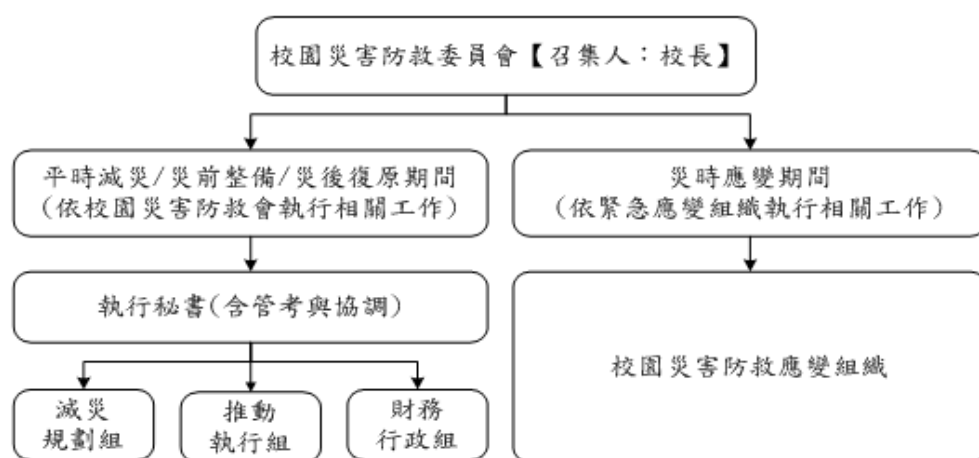 校園災害防救委員會【召集人：校長】
平時減災/災前整備/災後復原期間
（依校園災害防救會執行相關工作）
災時應變期間
（依緊急應變組織執行相關工作）
執行秘書(含管考與協調)
校園災害防救應變組織
減災
規劃組
推動
執行組
財務
行政組